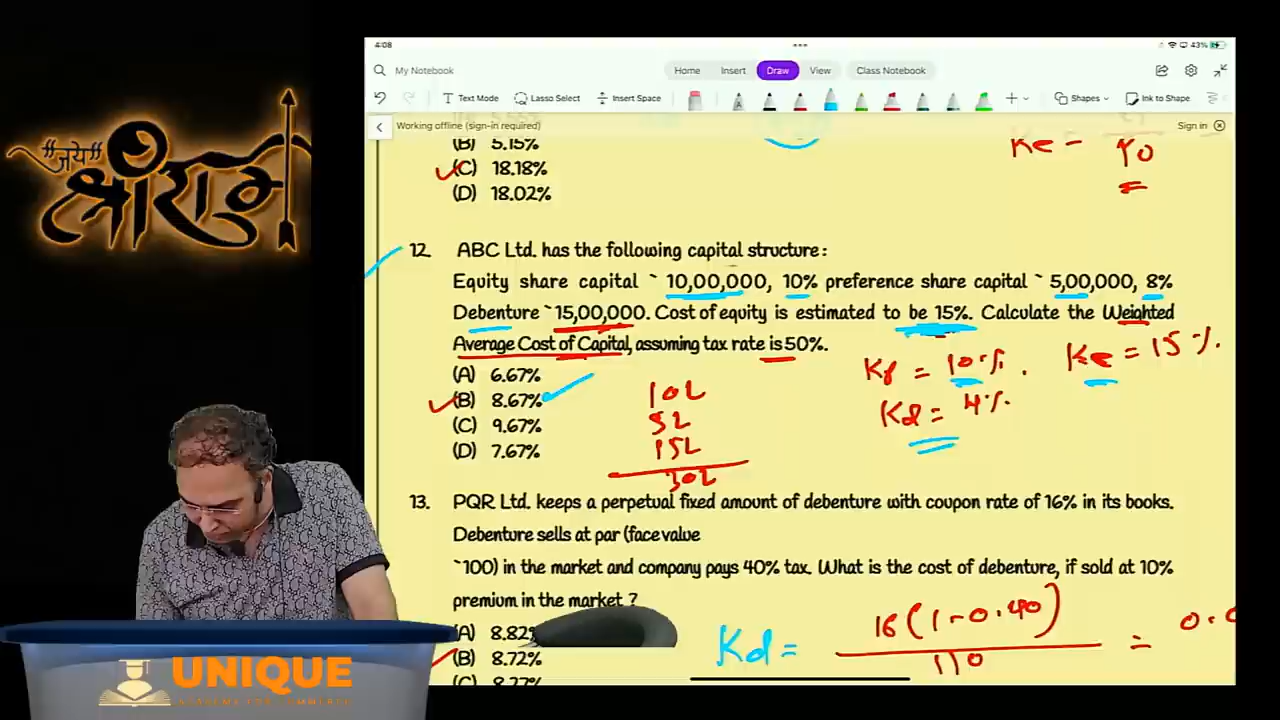 4:08
43%
My Notebook
Home Insert Draw View Class Notebook
Text Mode Lasso Select Insert Space Shapes Ink to Shape
Working offline (sign-in required) Sign in
(B) 5.15%
(C) 18.18%
(D) 18.02%
Ke = 90
"जय"
श्रीराम
12. ABC Ltd. has the following capital structure:
Equity share capital ` 10,00,000, 10% preference share capital ` 5,00,000, 8%
Debenture `15,00,000. Cost of equity is estimated to be 15%. Calculate the Weighted
Average Cost of Capital, assuming tax rate is 50%.
Ke = 15%.
Kp = 10%.
Kd = 4%
(A) 6.67%
(B) 8.67%
(C) 9.67%
(D) 7.67%
10L
5L
15L
30L
13. PQR Ltd. keeps a perpetual fixed amount of debenture with coupon rate of 16% in its books.
Debenture sells at par (face value
`100) in the market and company pays 40% tax. What is the cost of debenture, if sold at 10%
premium in the market ?
(A) 8.82%
(B) 8.72%
Kd = 16(1-0.40)
110
=
UNIQUE
ACADEMY FOR COMMERCE